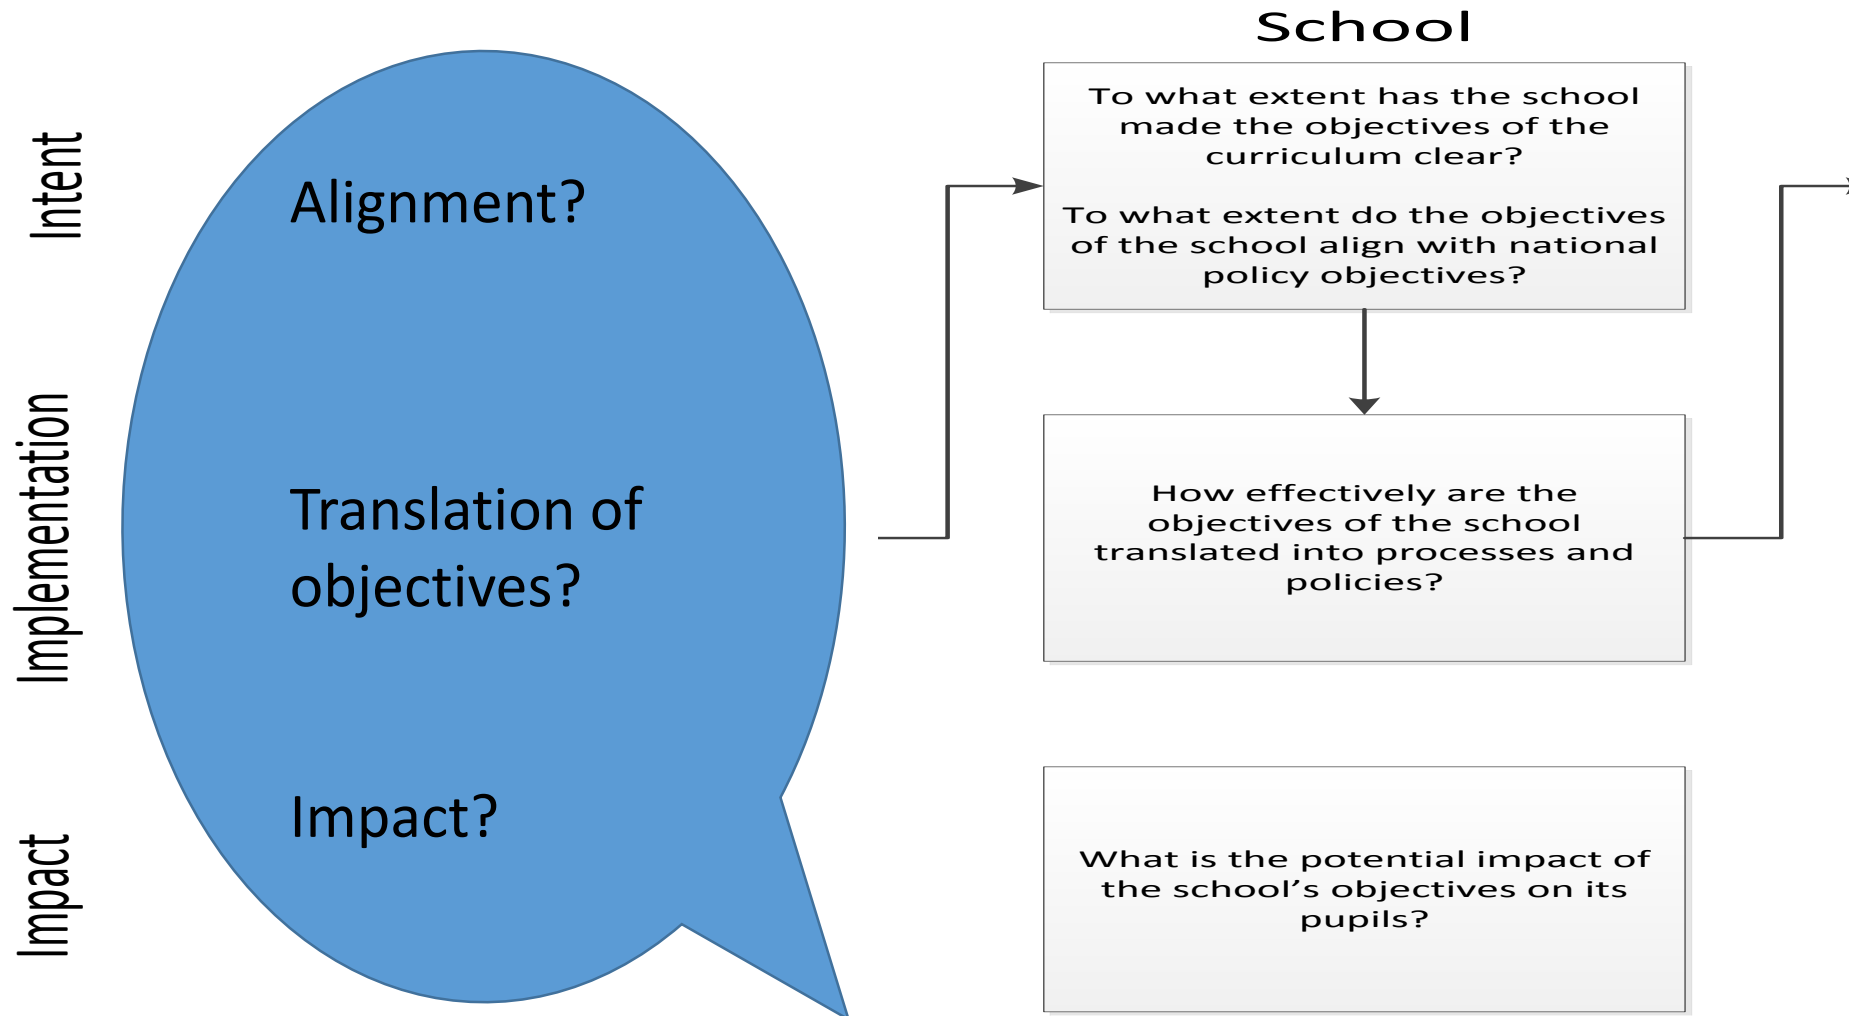 School
Intent
Alignment?
To what extent has the school
made the objectives of the
curriculum clear?
To what extent do the objectives
of the school align with national
policy objectives?
Implementation
Translation of
objectives?
How effectively are the
objectives of the school
translated into processes and
policies?
Impact
Impact?
What is the potential impact of
the school’s objectives on its
pupils?